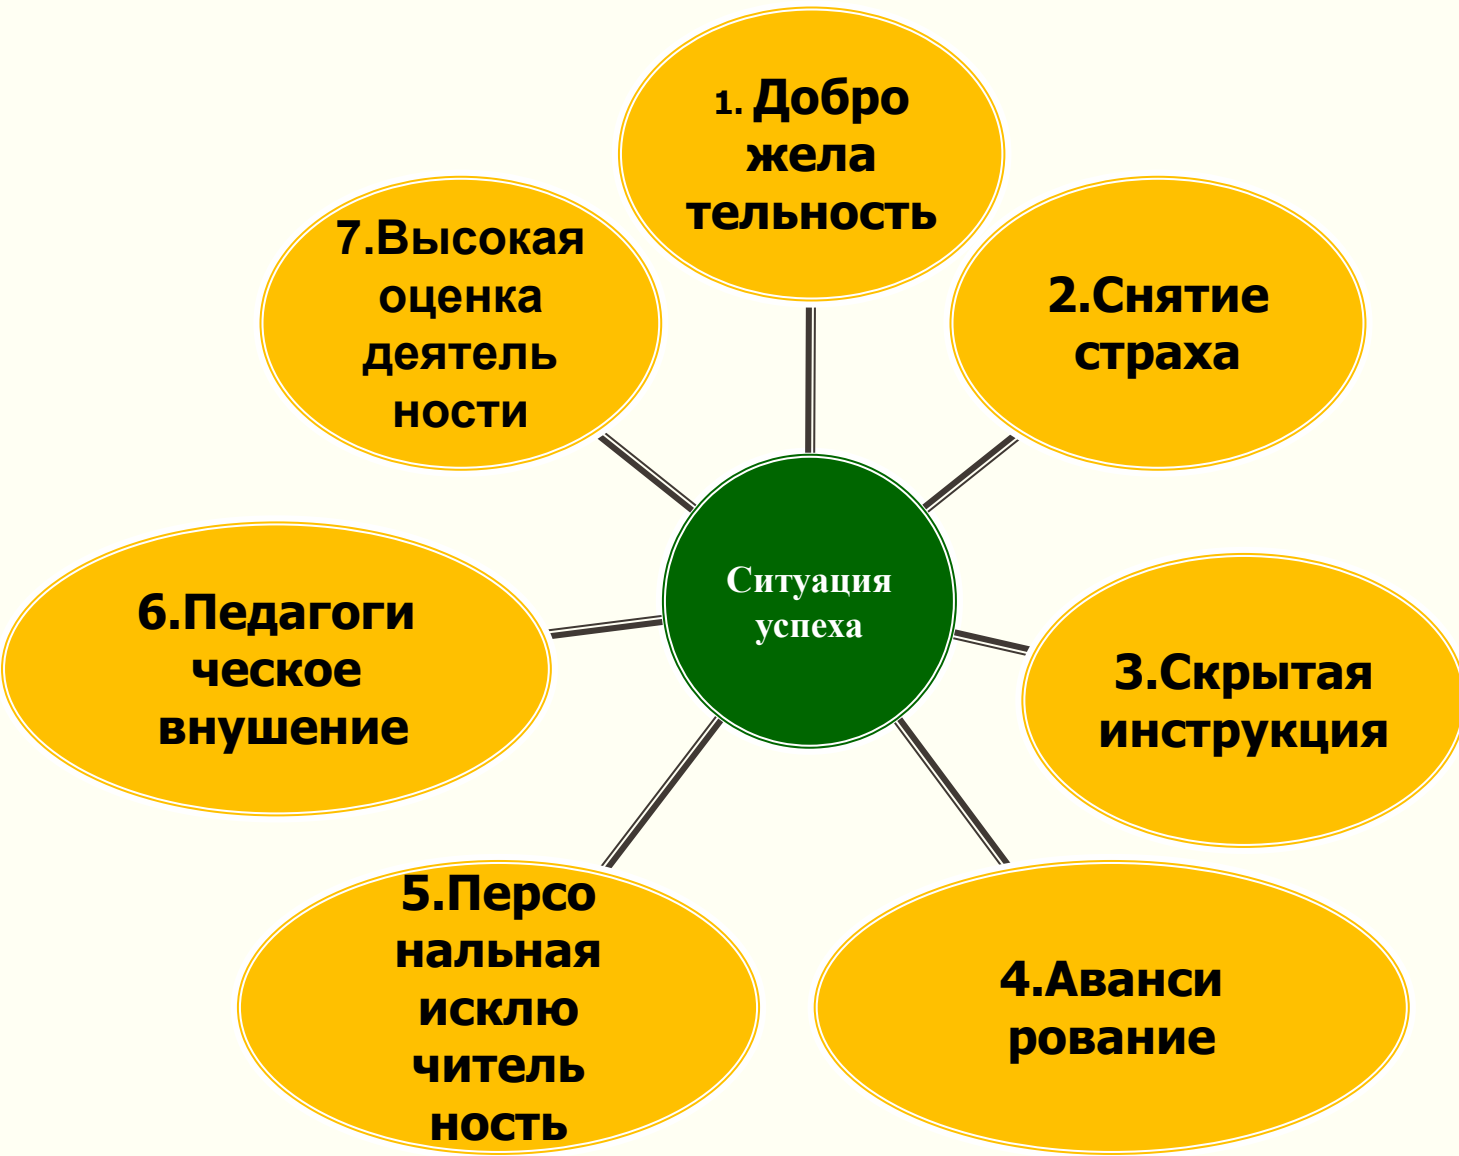 1. Добро
жела
тельность
2.Снятие
страха
3.Скрытая
инструкция
4.Аванси
рование
5.Персо
нальная
исклю
читель
ность
6.Педагоги
ческое
внушение
7.Высокая
оценка
деятель
ности
Ситуация
успеха